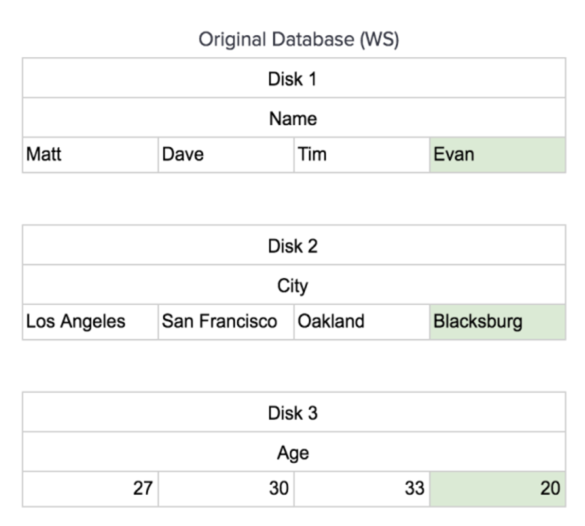 Original Database (WS)
Disk 1
Name
Matt Dave Tim Evan
Disk 2
City
Los Angeles San Francisco Oakland Blacksburg
Disk 3
Age
27 30 33 20